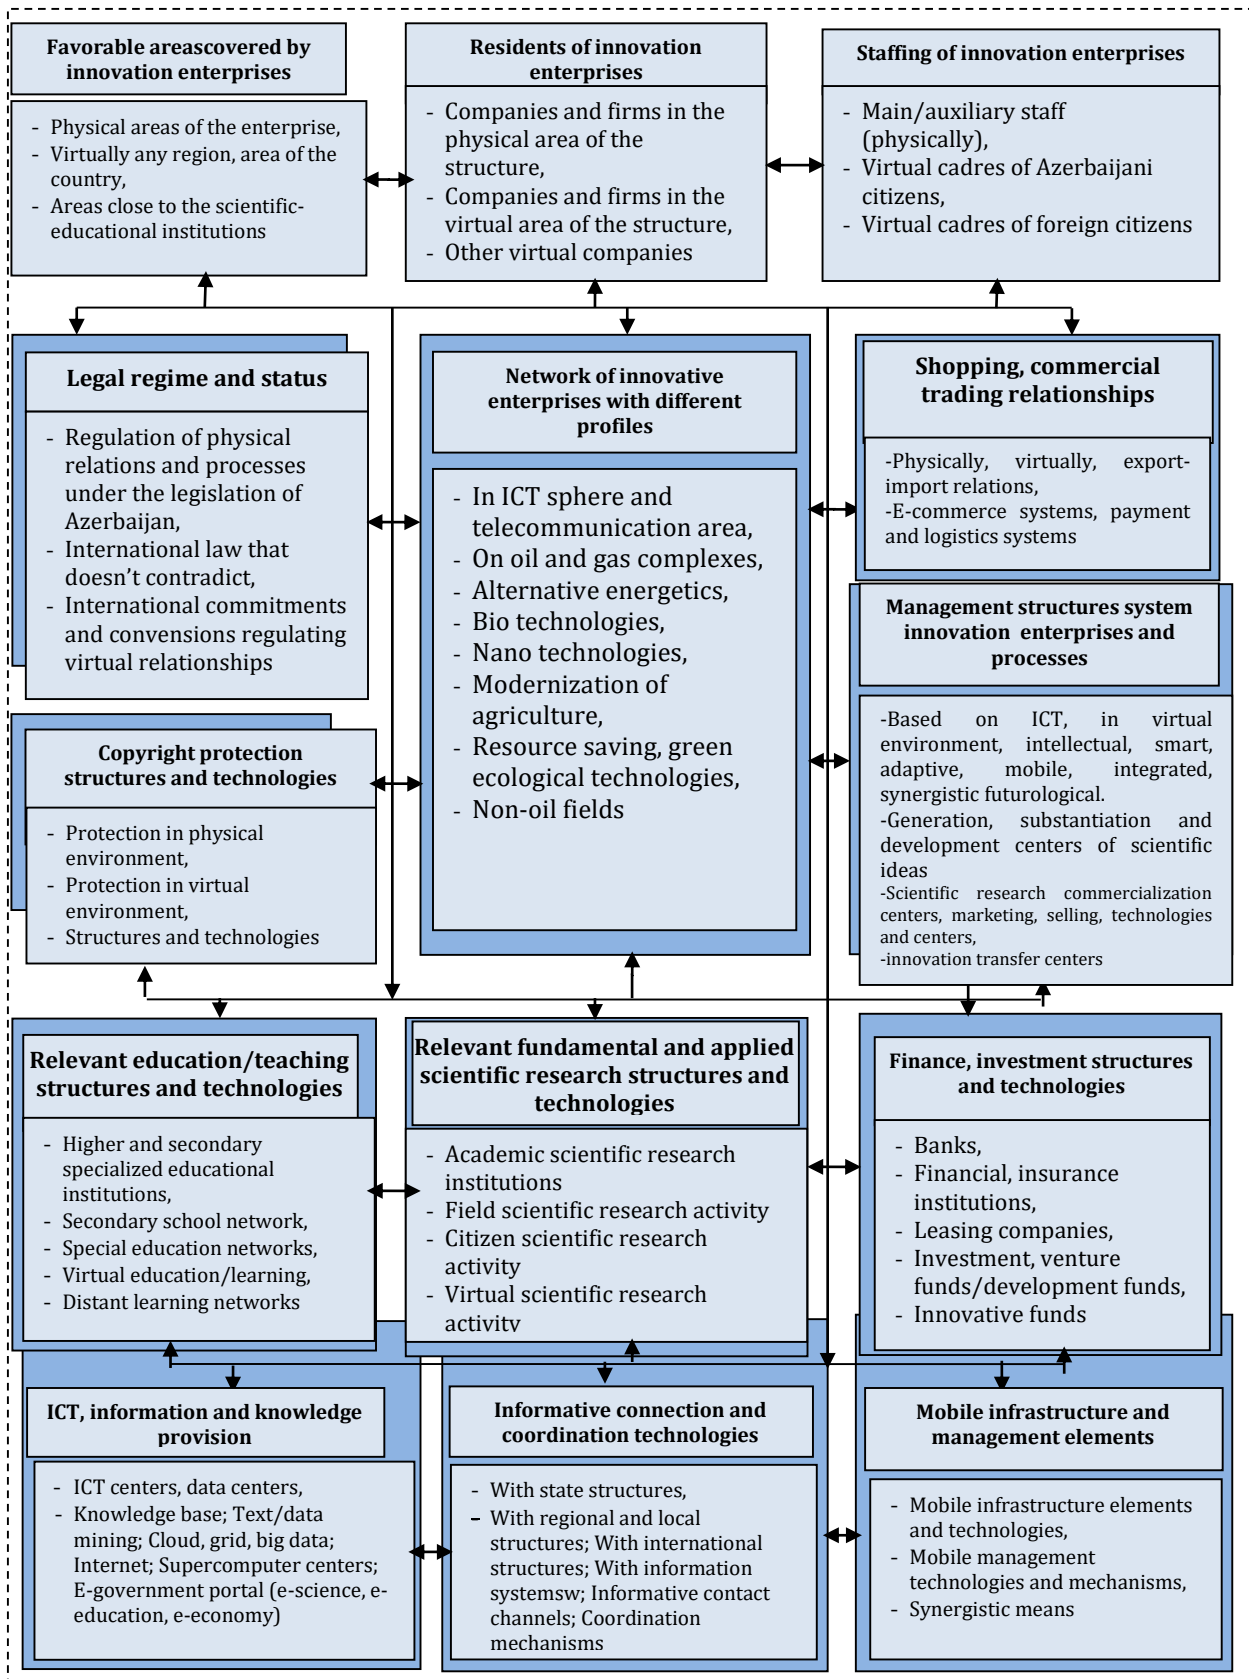 Favorable areascovered by
innovation enterprises
- Physical areas of the enterprise,
- Virtually any region, area of the
country,
- Areas close to the scientific-
educational institutions
Residents of innovation
enterprises
- Companies and firms in the
physical area of the
structure,
- Companies and firms in the
virtual area of the structure,
- Other virtual companies
Staffing of innovation enterprises
- Main/auxiliary staff
(physically),
- Virtual cadres of Azerbaijani
citizens,
- Virtual cadres of foreign citizens
Legal regime and status
- Regulation of physical
relations and processes
under the legislation of
Azerbaijan,
- International law that
doesn’t contradict,
- International commitments
and convensions regulating
virtual relationships
Network of innovative
enterprises with different
profiles
- In ICT sphere and
telecommunication area,
- On oil and gas complexes,
- Alternative energetics,
- Bio technologies,
- Nano technologies,
- Modernization of
agriculture,
- Resource saving, green
ecological technologies,
- Non-oil fields
Shopping, commercial
trading relationships
-Physically, virtually, export-
import relations,
-E-commerce systems, payment
and logistics systems
Copyright protection
structures and technologies
- Protection in physical
environment,
- Protection in virtual
environment,
- Structures and technologies
Management structures system
innovation enterprises and
processes
-Based on ICT, in virtual
environment, intellectual, smart,
adaptive, mobile, integrated,
synergistic futurological.
-Generation, substantiation and
development centers of scientific
ideas
-Scientific research commercialization
centers, marketing, selling, technologies
and centers,
-innovation transfer centers
Relevant education/teaching
structures and technologies
- Higher and secondary
specialized educational
institutions,
- Secondary school network,
- Special education networks,
- Virtual education/learning,
- Distant learning networks
Relevant fundamental and applied
scientific research structures and
technologies
- Academic scientific research
institutions
- Field scientific research activity
- Citizen scientific research
activity
- Virtual scientific research
activity
Finance, investment structures
and technologies
- Banks,
- Financial, insurance
institutions,
- Leasing companies,
- Investment, venture
funds/development funds,
- Innovative funds
ICT, information and knowledge
provision
- ICT centers, data centers,
- Knowledge base; Text/data
mining; Cloud, grid, big data;
Internet; Supercomputer centers;
E-government portal (e-science, e-
education, e-economy)
Informative connection and
coordination technologies
- With state structures,
- With regional and local
structures; With international
structures; With information
systemsw; Informative contact
channels; Coordination
mechanisms
Mobile infrastructure and
management elements
- Mobile infrastructure elements
and technologies,
- Mobile management
technologies and mechanisms,
- Synergistic means